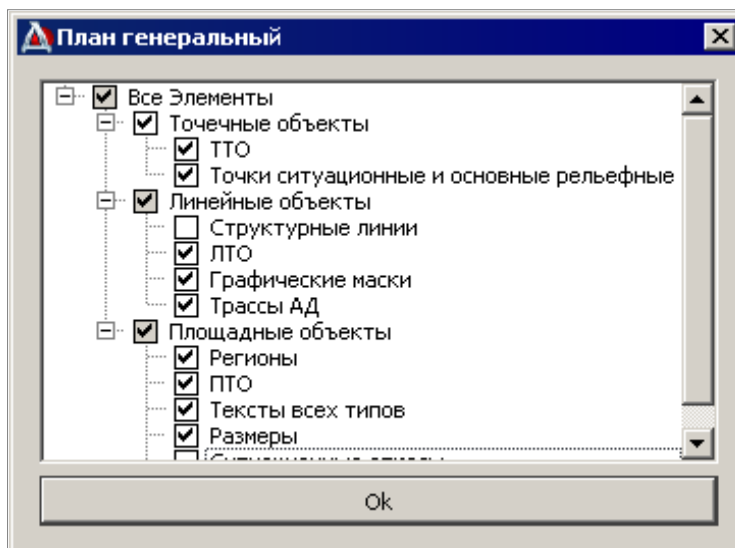 План генеральный
Все Элементы
Точечные объекты
ТТО
Точки ситуационные и основные рельефные
Линейные объекты
Структурные линии
ЛТО
Графические маски
Трассы АД
Площадные объекты
Регионы
ПТО
Тексты всех типов
Размеры
Ok